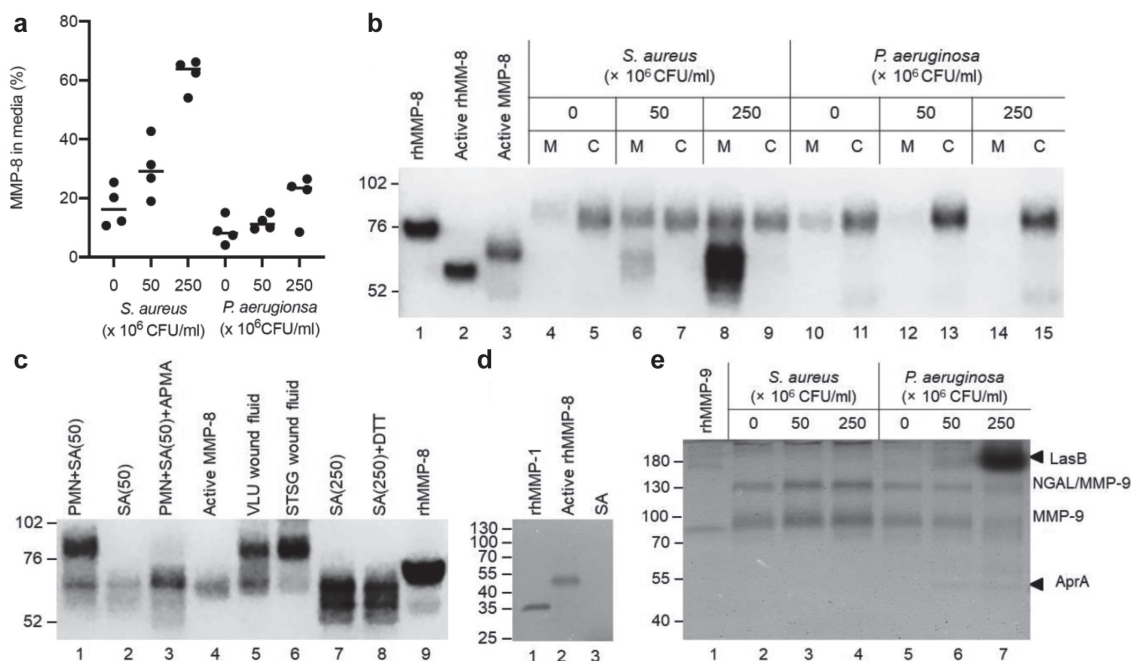 a
80
60
40
20
0
MMP-8 in media (%)
0 50 250 0 50 250
S. aureus P. aerugionsa
(× 10⁶ CFU/ml) (× 10⁶CFU/ml)
b
rhMMP-8
Active rhMM-8
Active MMP-8
S. aureus P. aeruginosa
(× 10⁶ CFU/ml) (× 10⁶ CFU/ml)
0 50 250 0 50 250
M C M C M C M C M C M C
102
76
52
1 2 3 4 5 6 7 8 9 10 11 12 13 14 15
c
PMN+SA(50)
SA(50)
PMN+SA(50)+APMA
Active MMP-8
VLU wound fluid
STSG wound fluid
SA(250)
SA(250)+DTT
rhMMP-8
102
76
52
1 2 3 4 5 6 7 8 9
d
rhMMP-1
Active rhMMP-8
SA
130
100
70
55
40
35
25
1 2 3
e
rhMMP-9
S. aureus P. aeruginosa
(× 10⁶ CFU/ml) (× 10⁶ CFU/ml)
0 50 250 0 50 250
180
130
100
70
55
40
LasB
NGAL/MMP-9
MMP-9
AprA
1 2 3 4 5 6 7